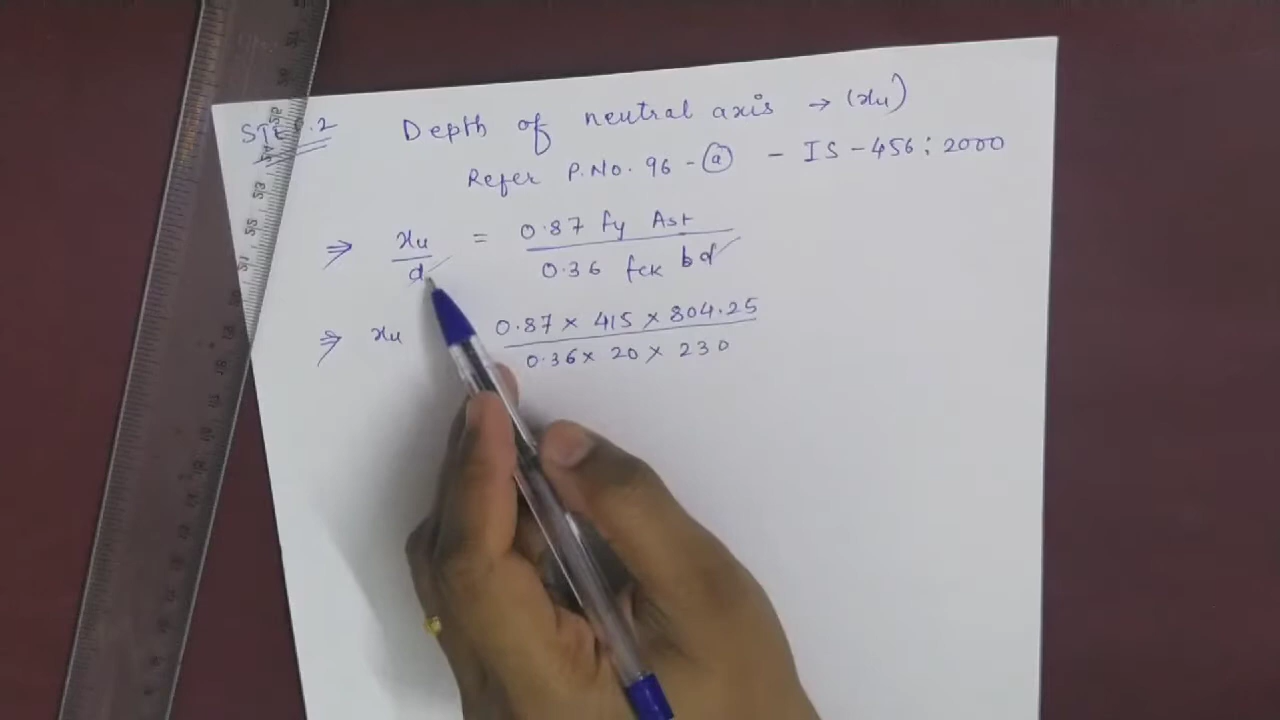 2 Depth of neutral axis → (xu)
Refer P.No. 96 - (a) - IS - 456 : 2000
⇒ xu/d = 0.87 fy Ast / 0.36 fck bd
⇒ xu 0.87 × 415 × 804.25 / 0.36 × 20 × 230